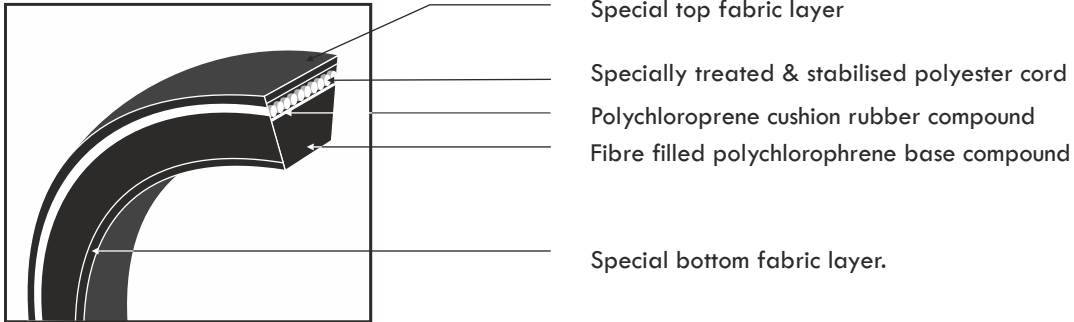 Special top fabric layer
Specially treated & stabilised polyester cord
Polychloroprene cushion rubber compound
Fibre filled polychlorophrene base compound
Special bottom fabric layer.